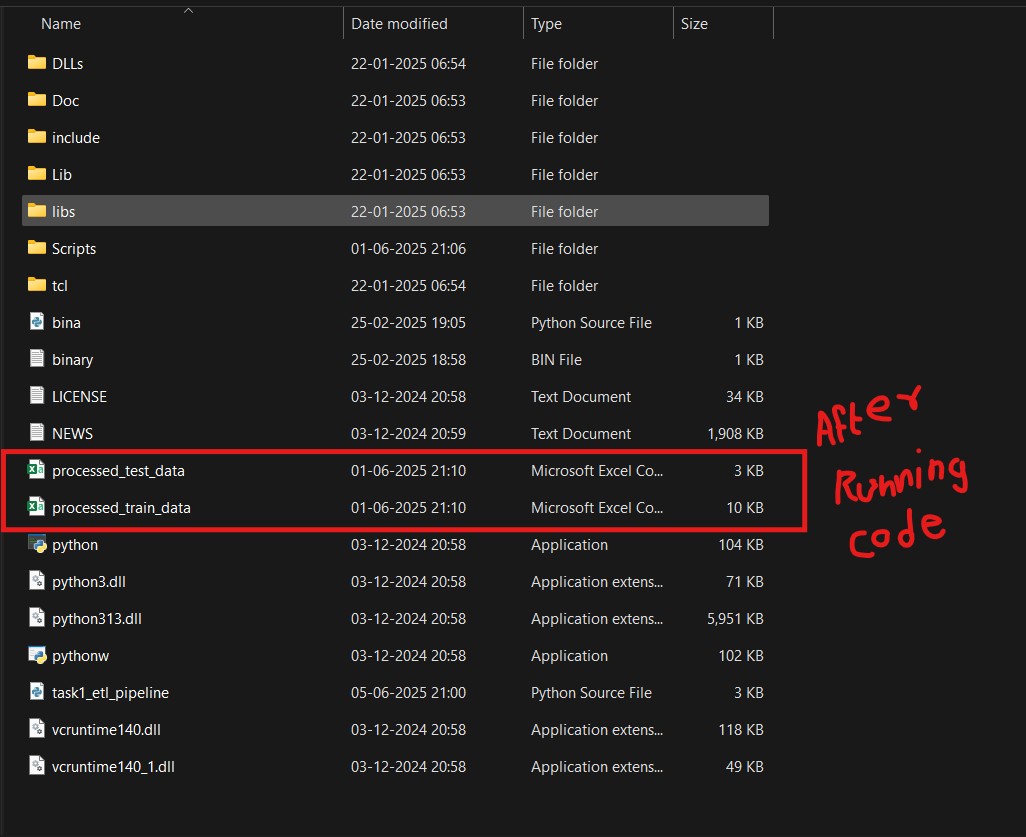 Name Date modified Type Size
DLLs 22-01-2025 06:54 File folder
Doc 22-01-2025 06:53 File folder
include 22-01-2025 06:53 File folder
Lib 22-01-2025 06:53 File folder
libs 22-01-2025 06:53 File folder
Scripts 01-06-2025 21:06 File folder
tcl 22-01-2025 06:54 File folder
bina 25-02-2025 19:05 Python Source File 1 KB
binary 25-02-2025 18:58 BIN File 1 KB
LICENSE 03-12-2024 20:58 Text Document 34 KB
NEWS 03-12-2024 20:59 Text Document 1,908 KB
processed_test_data 01-06-2025 21:10 Microsoft Excel Co... 3 KB
processed_train_data 01-06-2025 21:10 Microsoft Excel Co... 10 KB
python 03-12-2024 20:58 Application 104 KB
python3.dll 03-12-2024 20:58 Application extens... 71 KB
python313.dll 03-12-2024 20:58 Application extens... 5,951 KB
pythonw 03-12-2024 20:58 Application 102 KB
task1_etl_pipeline 05-06-2025 21:00 Python Source File 3 KB
vcruntime140.dll 03-12-2024 20:58 Application extens... 118 KB
vcruntime140_1.dll 03-12-2024 20:58 Application extens... 49 KB
After
Running
code